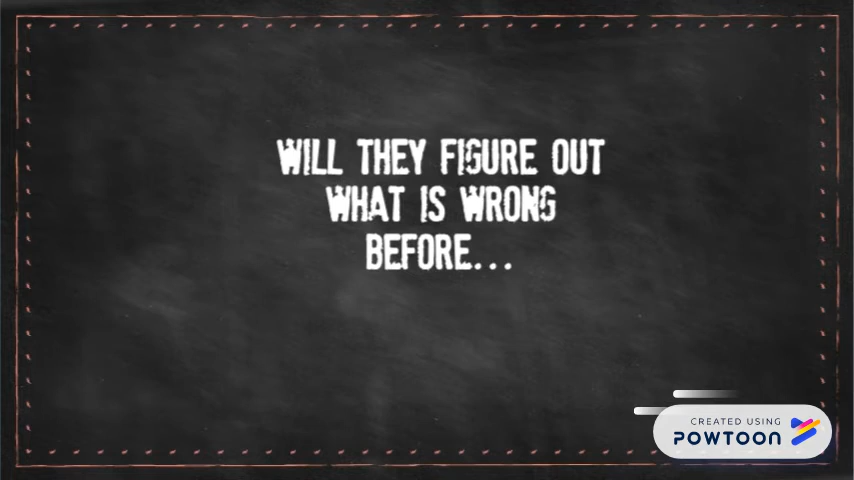 WILL THEY FIGURE OUT
WHAT IS WRONG
BEFORE...
CREATED USING
POWTOON